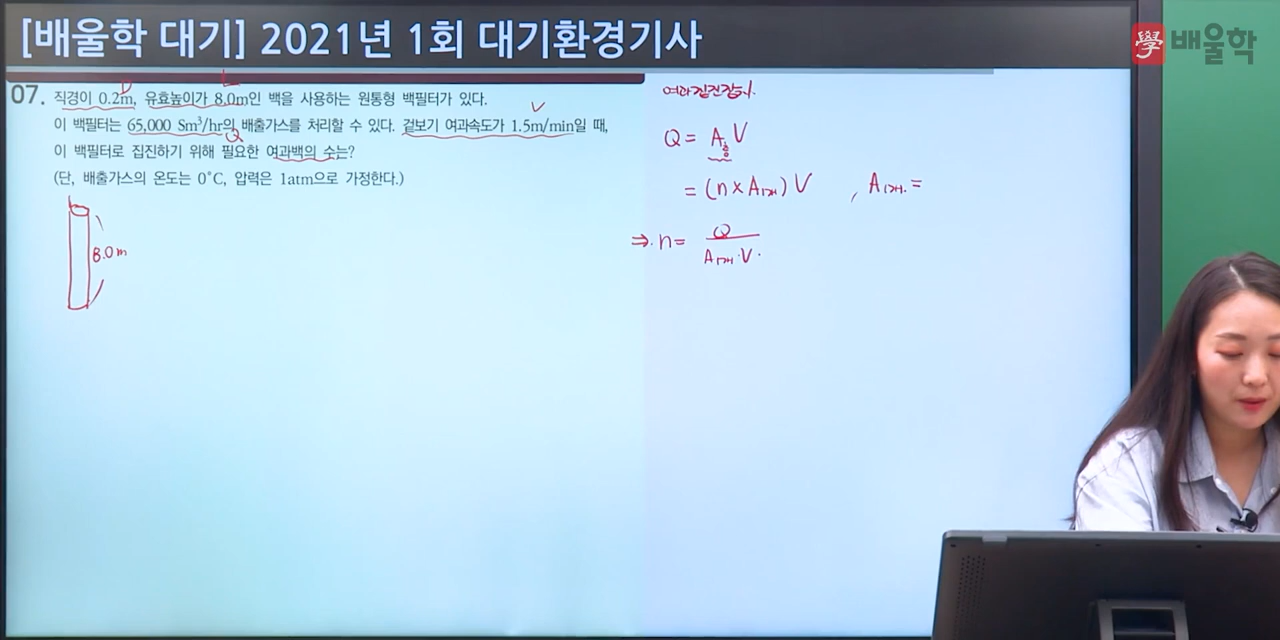 [배울학 대기] 2021년 1회 대기환경기사
學 배울학
07. 직경이 0.2m, 유효높이가 8.0m인 백을 사용하는 원통형 백필터가 있다.
이 백필터는 65,000 Sm³/hr의 배출가스를 처리할 수 있다. 겉보기 여과속도가 1.5m/min일 때,
이 백필터로 집진하기 위해 필요한 여과백의 수는?
(단, 배출가스의 온도는 0°C, 압력은 1atm으로 가정한다.)
D
L
V
Q
8.0m
여과집진장치
Q = A V
= (n × A1개) V , A1개 =
⇒ n = Q / A1개 · V